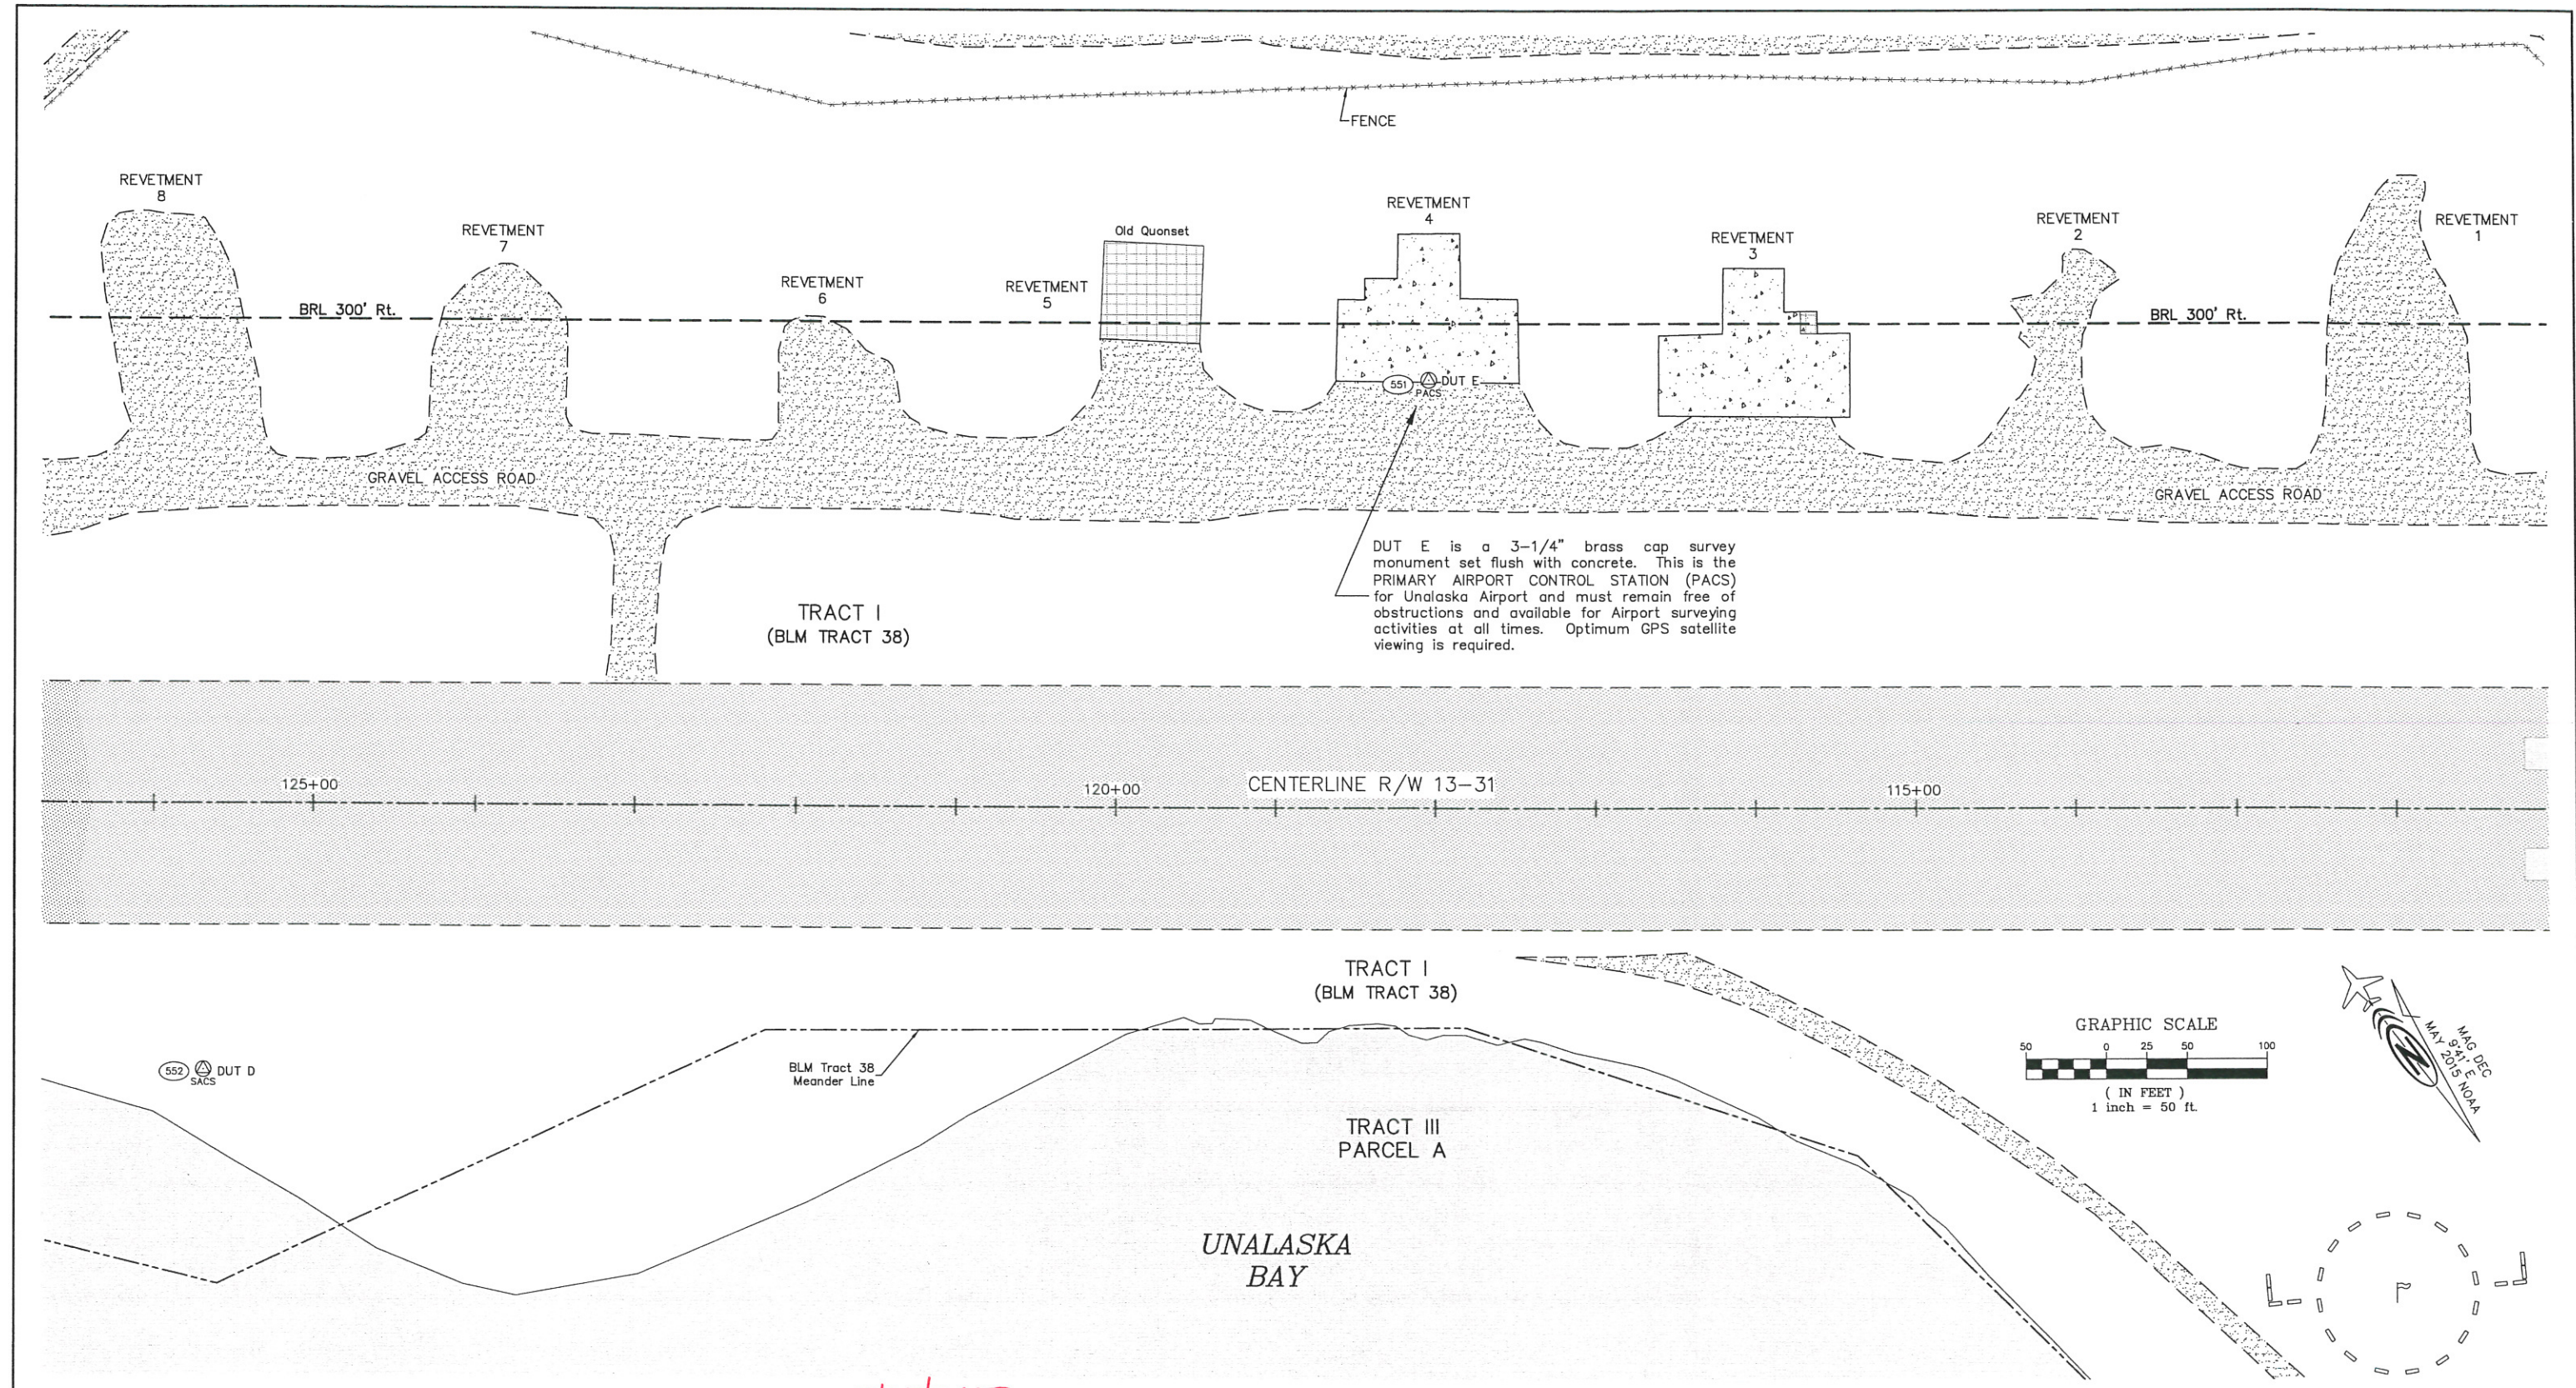 FENCE
REVETMENT
8
REVETMENT
7
REVETMENT
6
REVETMENT
5
Old Quonset
REVETMENT
4
REVETMENT
3
REVETMENT
2
REVETMENT
1
BRL 300' Rt.
BRL 300' Rt.
551 DUT E
PACS
GRAVEL ACCESS ROAD
GRAVEL ACCESS ROAD
DUT E is a 3-1/4" brass cap survey
monument set flush with concrete. This is the
PRIMARY AIRPORT CONTROL STATION (PACS)
for Unalaska Airport and must remain free of
obstructions and available for Airport surveying
activities at all times. Optimum GPS satellite
viewing is required.
TRACT I
(BLM TRACT 38)
125+00
120+00
CENTERLINE R/W 13-31
115+00
TRACT I
(BLM TRACT 38)
552 DUT D
SACS
BLM Tract 38
Meander Line
TRACT III
PARCEL A
UNALASKA
BAY
GRAPHIC SCALE
50 0 25 50 100
( IN FEET )
1 inch = 50 ft.
N
MAG DEC
9°41' E
MAY 2015 NOAA